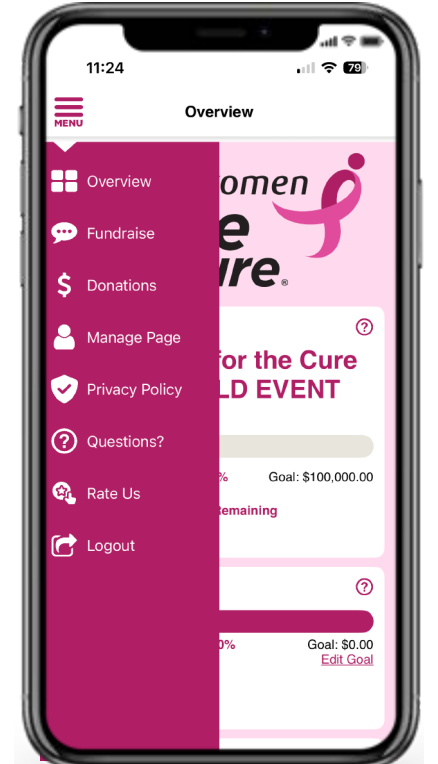 11:24
79
MENU
Overview
Overview
Fundraise
Donations
Manage Page
Privacy Policy
Questions?
Rate Us
Logout
omen
e
ure®
?
for the Cure
LD EVENT
% Goal: $100,000.00
Remaining
?
0% Goal: $0.00
Edit Goal